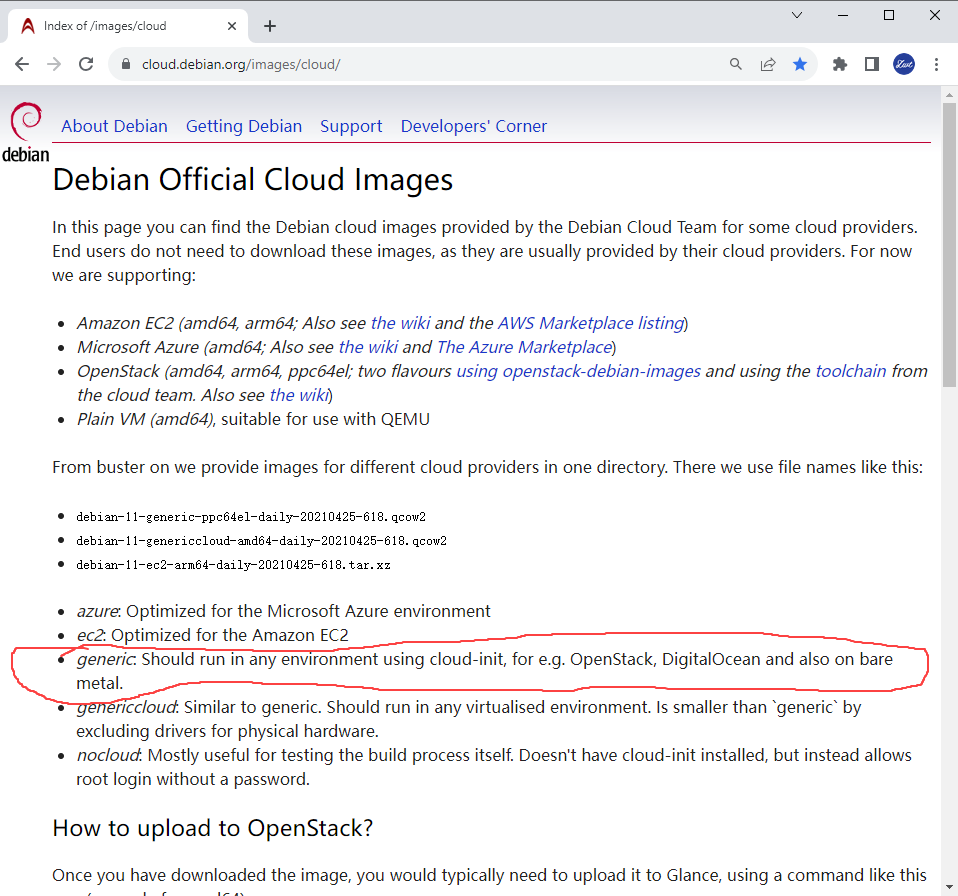 Index of /images/cloud
cloud.debian.org/images/cloud/
debian
About Debian Getting Debian Support Developers' Corner
Debian Official Cloud Images
In this page you can find the Debian cloud images provided by the Debian Cloud Team for some cloud providers.
End users do not need to download these images, as they are usually provided by their cloud providers. For now
we are supporting:
Amazon EC2 (amd64, arm64; Also see the wiki and the AWS Marketplace listing)
Microsoft Azure (amd64; Also see the wiki and The Azure Marketplace)
OpenStack (amd64, arm64, ppc64el; two flavours using openstack-debian-images and using the toolchain from
the cloud team. Also see the wiki)
Plain VM (amd64), suitable for use with QEMU
From buster on we provide images for different cloud providers in one directory. There we use file names like this:
debian-11-generic-ppc64el-daily-20210425-618.qcow2
debian-11-genericcloud-amd64-daily-20210425-618.qcow2
debian-11-ec2-arm64-daily-20210425-618.tar.xz
azure: Optimized for the Microsoft Azure environment
ec2: Optimized for the Amazon EC2
generic: Should run in any environment using cloud-init, for e.g. OpenStack, DigitalOcean and also on bare
metal.
genericcloud: Similar to generic. Should run in any virtualised environment. Is smaller than `generic` by
excluding drivers for physical hardware.
nocloud: Mostly useful for testing the build process itself. Doesn't have cloud-init installed, but instead allows
root login without a password.
How to upload to OpenStack?
Once you have downloaded the image, you would typically need to upload it to Glance, using a command like this